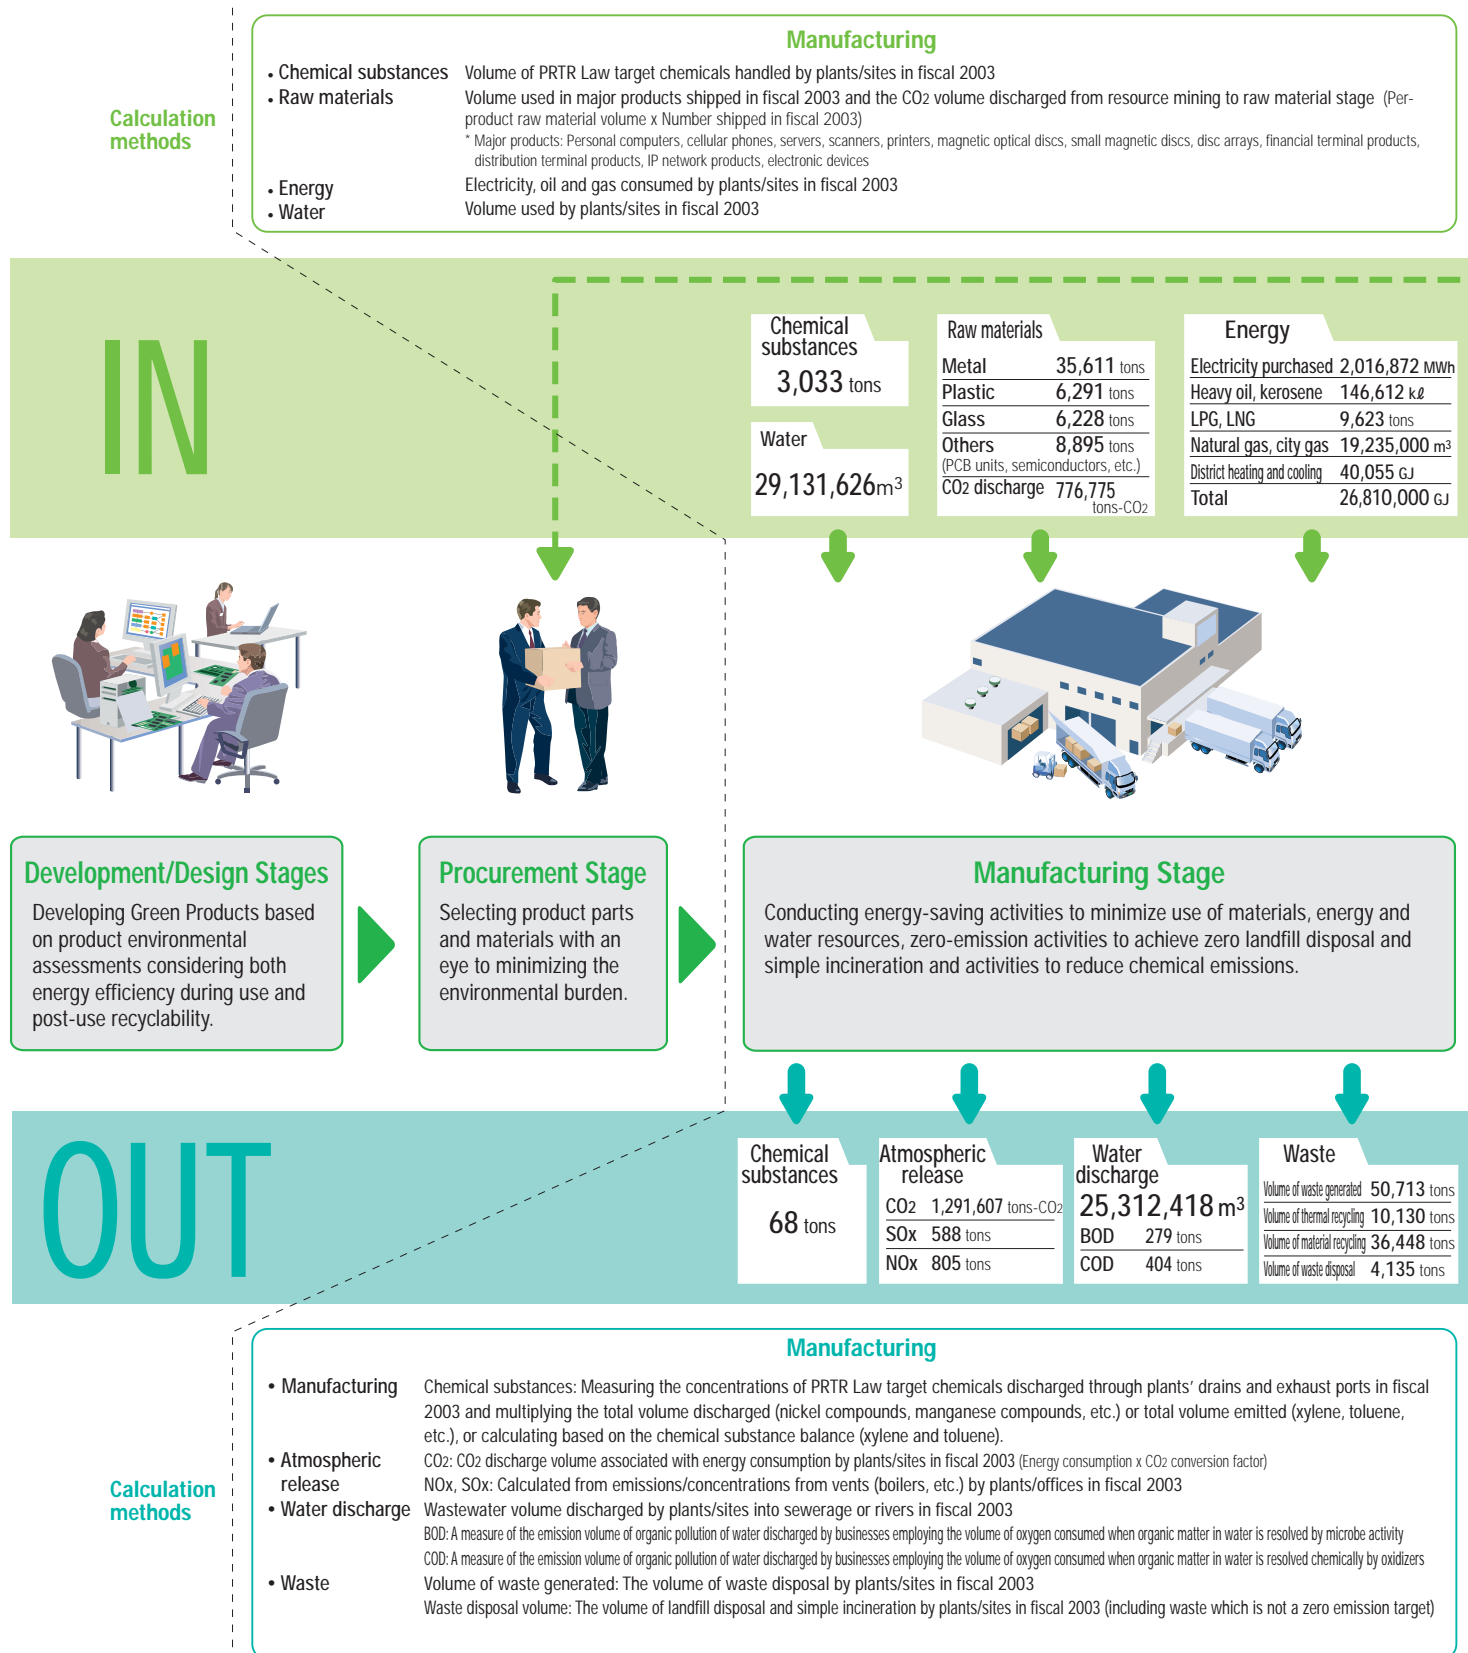 Manufacturing
Calculation
methods
• Chemical substances Volume of PRTR Law target chemicals handled by plants/sites in fiscal 2003
• Raw materials Volume used in major products shipped in fiscal 2003 and the CO2 volume discharged from resource mining to raw material stage (Per-
product raw material volume x Number shipped in fiscal 2003)
* Major products: Personal computers, cellular phones, servers, scanners, printers, magnetic optical discs, small magnetic discs, disc arrays, financial terminal products,
distribution terminal products, IP network products, electronic devices
• Energy Electricity, oil and gas consumed by plants/sites in fiscal 2003
• Water Volume used by plants/sites in fiscal 2003
IN
Chemical
substances
3,033 tons
Water
29,131,626m3
Raw materials
Metal 35,611 tons
Plastic 6,291 tons
Glass 6,228 tons
Others 8,895 tons
(PCB units, semiconductors, etc.)
CO2 discharge 776,775
tons-CO2
Energy
Electricity purchased 2,016,872 MWh
Heavy oil, kerosene 146,612 kℓ
LPG, LNG 9,623 tons
Natural gas, city gas 19,235,000 m3
District heating and cooling 40,055 GJ
Total 26,810,000 GJ
Development/Design Stages
Developing Green Products based
on product environmental
assessments considering both
energy efficiency during use and
post-use recyclability.
Procurement Stage
Selecting product parts
and materials with an
eye to minimizing the
environmental burden.
Manufacturing Stage
Conducting energy-saving activities to minimize use of materials, energy and
water resources, zero-emission activities to achieve zero landfill disposal and
simple incineration and activities to reduce chemical emissions.
OUT
Chemical
substances
68 tons
Atmospheric
release
CO2 1,291,607 tons-CO2
SOx 588 tons
NOx 805 tons
Water
discharge
25,312,418 m3
BOD 279 tons
COD 404 tons
Waste
Volume of waste generated 50,713 tons
Volume of thermal recycling 10,130 tons
Volume of material recycling 36,448 tons
Volume of waste disposal 4,135 tons
Manufacturing
Calculation
methods
• Manufacturing Chemical substances: Measuring the concentrations of PRTR Law target chemicals discharged through plants' drains and exhaust ports in fiscal
2003 and multiplying the total volume discharged (nickel compounds, manganese compounds, etc.) or total volume emitted (xylene, toluene,
etc.), or calculating based on the chemical substance balance (xylene and toluene).
• Atmospheric CO2: CO2 discharge volume associated with energy consumption by plants/sites in fiscal 2003 (Energy consumption x CO2 conversion factor)
release NOx, SOx: Calculated from emissions/concentrations from vents (boilers, etc.) by plants/offices in fiscal 2003
• Water discharge Wastewater volume discharged by plants/sites into sewerage or rivers in fiscal 2003
BOD: A measure of the emission volume of organic pollution of water discharged by businesses employing the volume of oxygen consumed when organic matter in water is resolved by microbe activity
COD: A measure of the emission volume of organic pollution of water discharged by businesses employing the volume of oxygen consumed when organic matter in water is resolved chemically by oxidizers
• Waste Volume of waste generated: The volume of waste disposal by plants/sites in fiscal 2003
Waste disposal volume: The volume of landfill disposal and simple incineration by plants/sites in fiscal 2003 (including waste which is not a zero emission target)